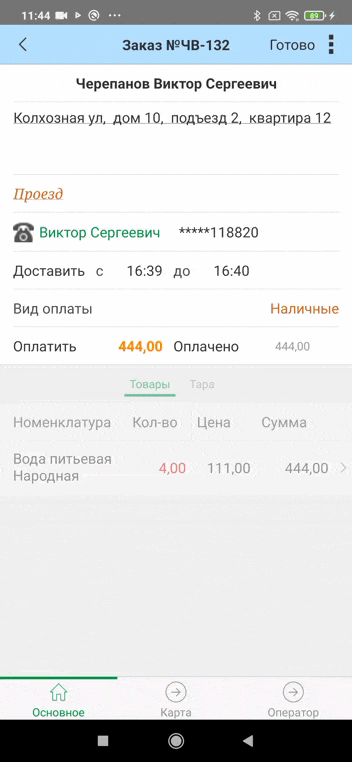 11:44 89
Заказ №ЧВ-132 Готово
Черепанов Виктор Сергеевич
Колхозная ул, дом 10, подъезд 2, квартира 12
Проезд
Виктор Сергеевич *****118820
Доставить с 16:39 до 16:40
Вид оплаты Наличные
Оплатить 444,00 Оплачено 444,00
Товары Тара
Номенклатура Кол-во Цена Сумма
Вода питьевая
Народная 4,00 111,00 444,00
Основное Карта Оператор